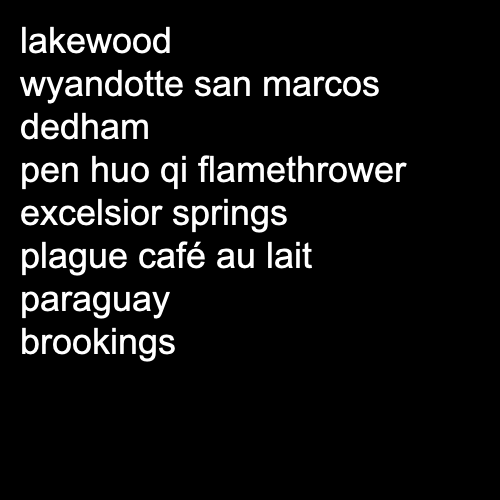 lakewood
wyandotte san marcos
dedham
pen huo qi flamethrower
excelsior springs
plague café au lait
paraguay
brookings